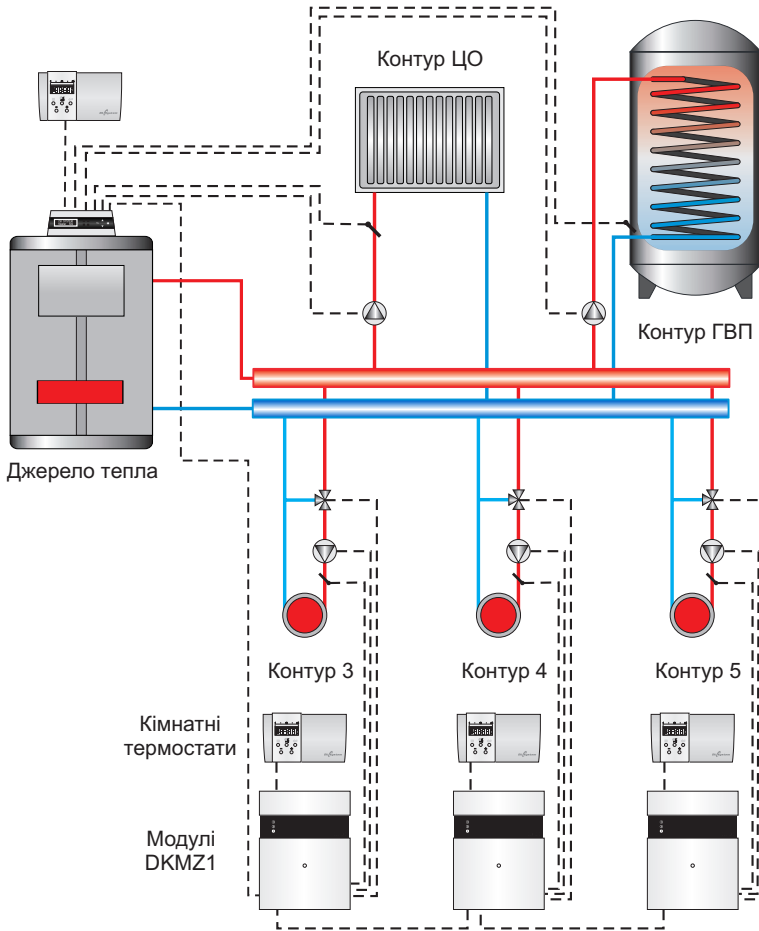 Контур ЦО
Контур ГВП
Джерело тепла
Контур 3
Контур 4
Контур 5
Кімнатні
термостати
Модулі
DKMZ1